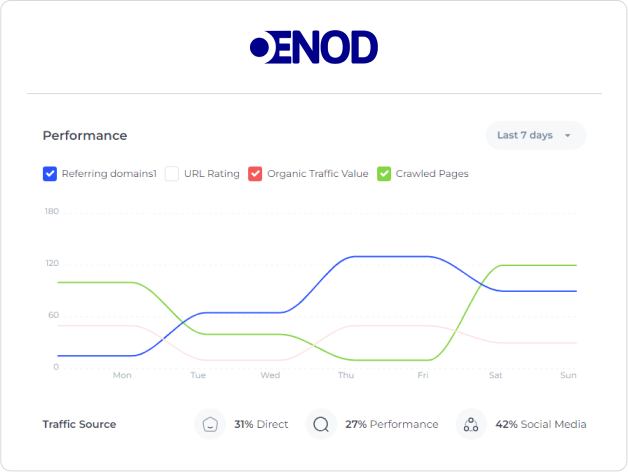 ENOD
Performance
Last 7 days
Referring domains1 URL Rating Organic Traffic Value Crawled Pages
180
120
60
0
Mon Tue Wed Thu Fri Sat Sun
Traffic Source 31% Direct 27% Performance 42% Social Media